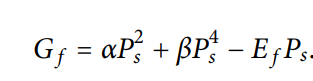 G_f = αP_s^2 + βP_s^4 − E_f P_s.